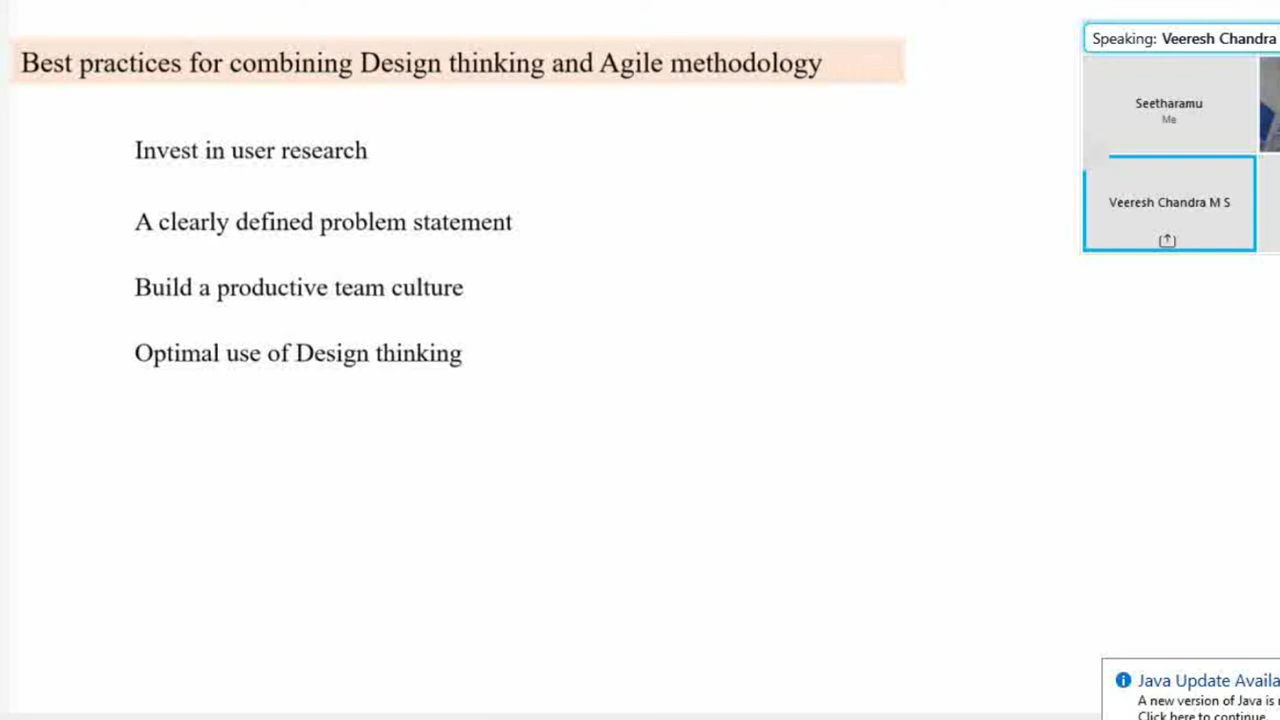 Best practices for combining Design thinking and Agile methodology
Invest in user research
A clearly defined problem statement
Build a productive team culture
Optimal use of Design thinking
Speaking: Veeresh Chandra
Seetharamu
Me
Veeresh Chandra M S
Java Update Availa
A new version of Java is
Click here to continue.